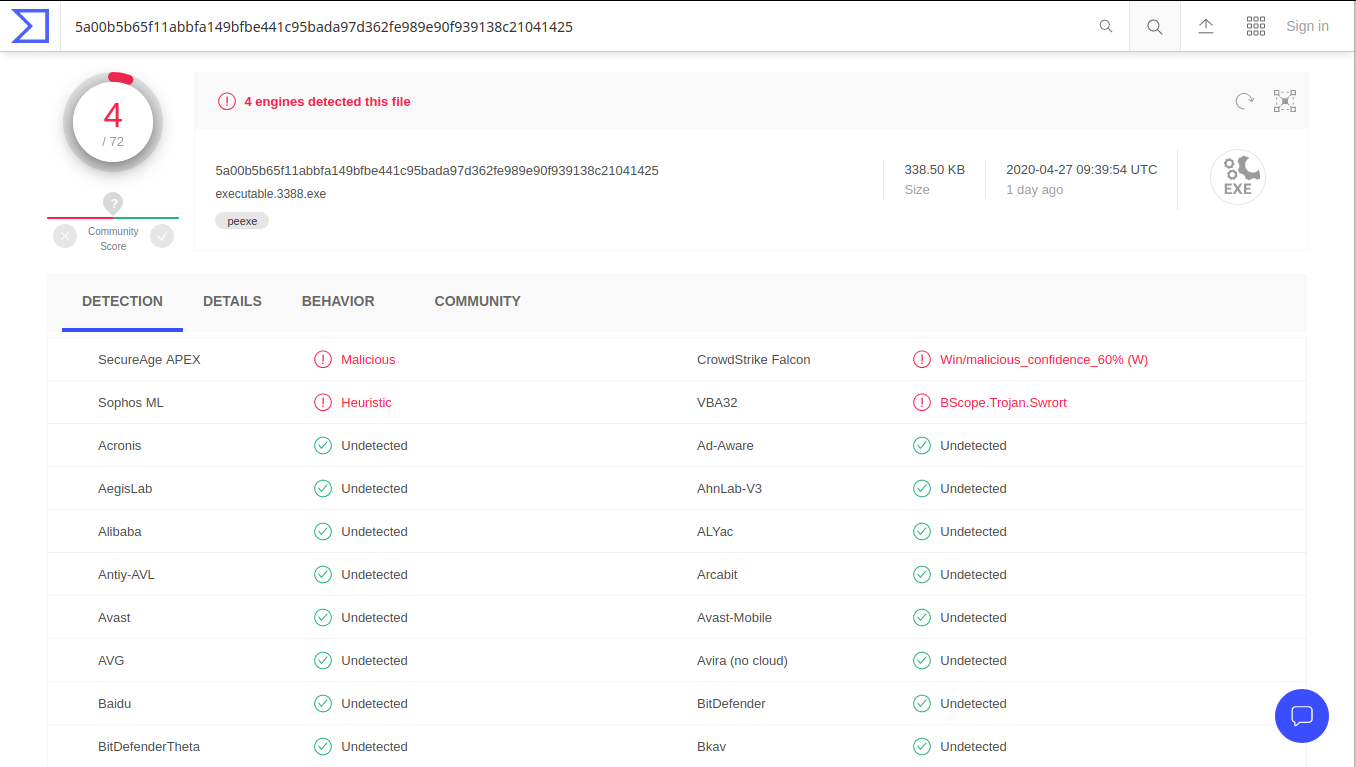 5a00b5b65f11abbfa149bfbe441c95bada97d362fe989e90f939138c21041425
Sign in
4
/ 72
?
Community
Score
4 engines detected this file
5a00b5b65f11abbfa149bfbe441c95bada97d362fe989e90f939138c21041425
executable.3388.exe
peexe
338.50 KB
Size
2020-04-27 09:39:54 UTC
1 day ago
EXE
DETECTION DETAILS BEHAVIOR COMMUNITY
SecureAge APEX Malicious CrowdStrike Falcon Win/malicious_confidence_60% (W)
Sophos ML Heuristic VBA32 BScope.Trojan.Swrort
Acronis Undetected Ad-Aware Undetected
AegisLab Undetected AhnLab-V3 Undetected
Alibaba Undetected ALYac Undetected
Antiy-AVL Undetected Arcabit Undetected
Avast Undetected Avast-Mobile Undetected
AVG Undetected Avira (no cloud) Undetected
Baidu Undetected BitDefender Undetected
BitDefenderTheta Undetected Bkav Undetected